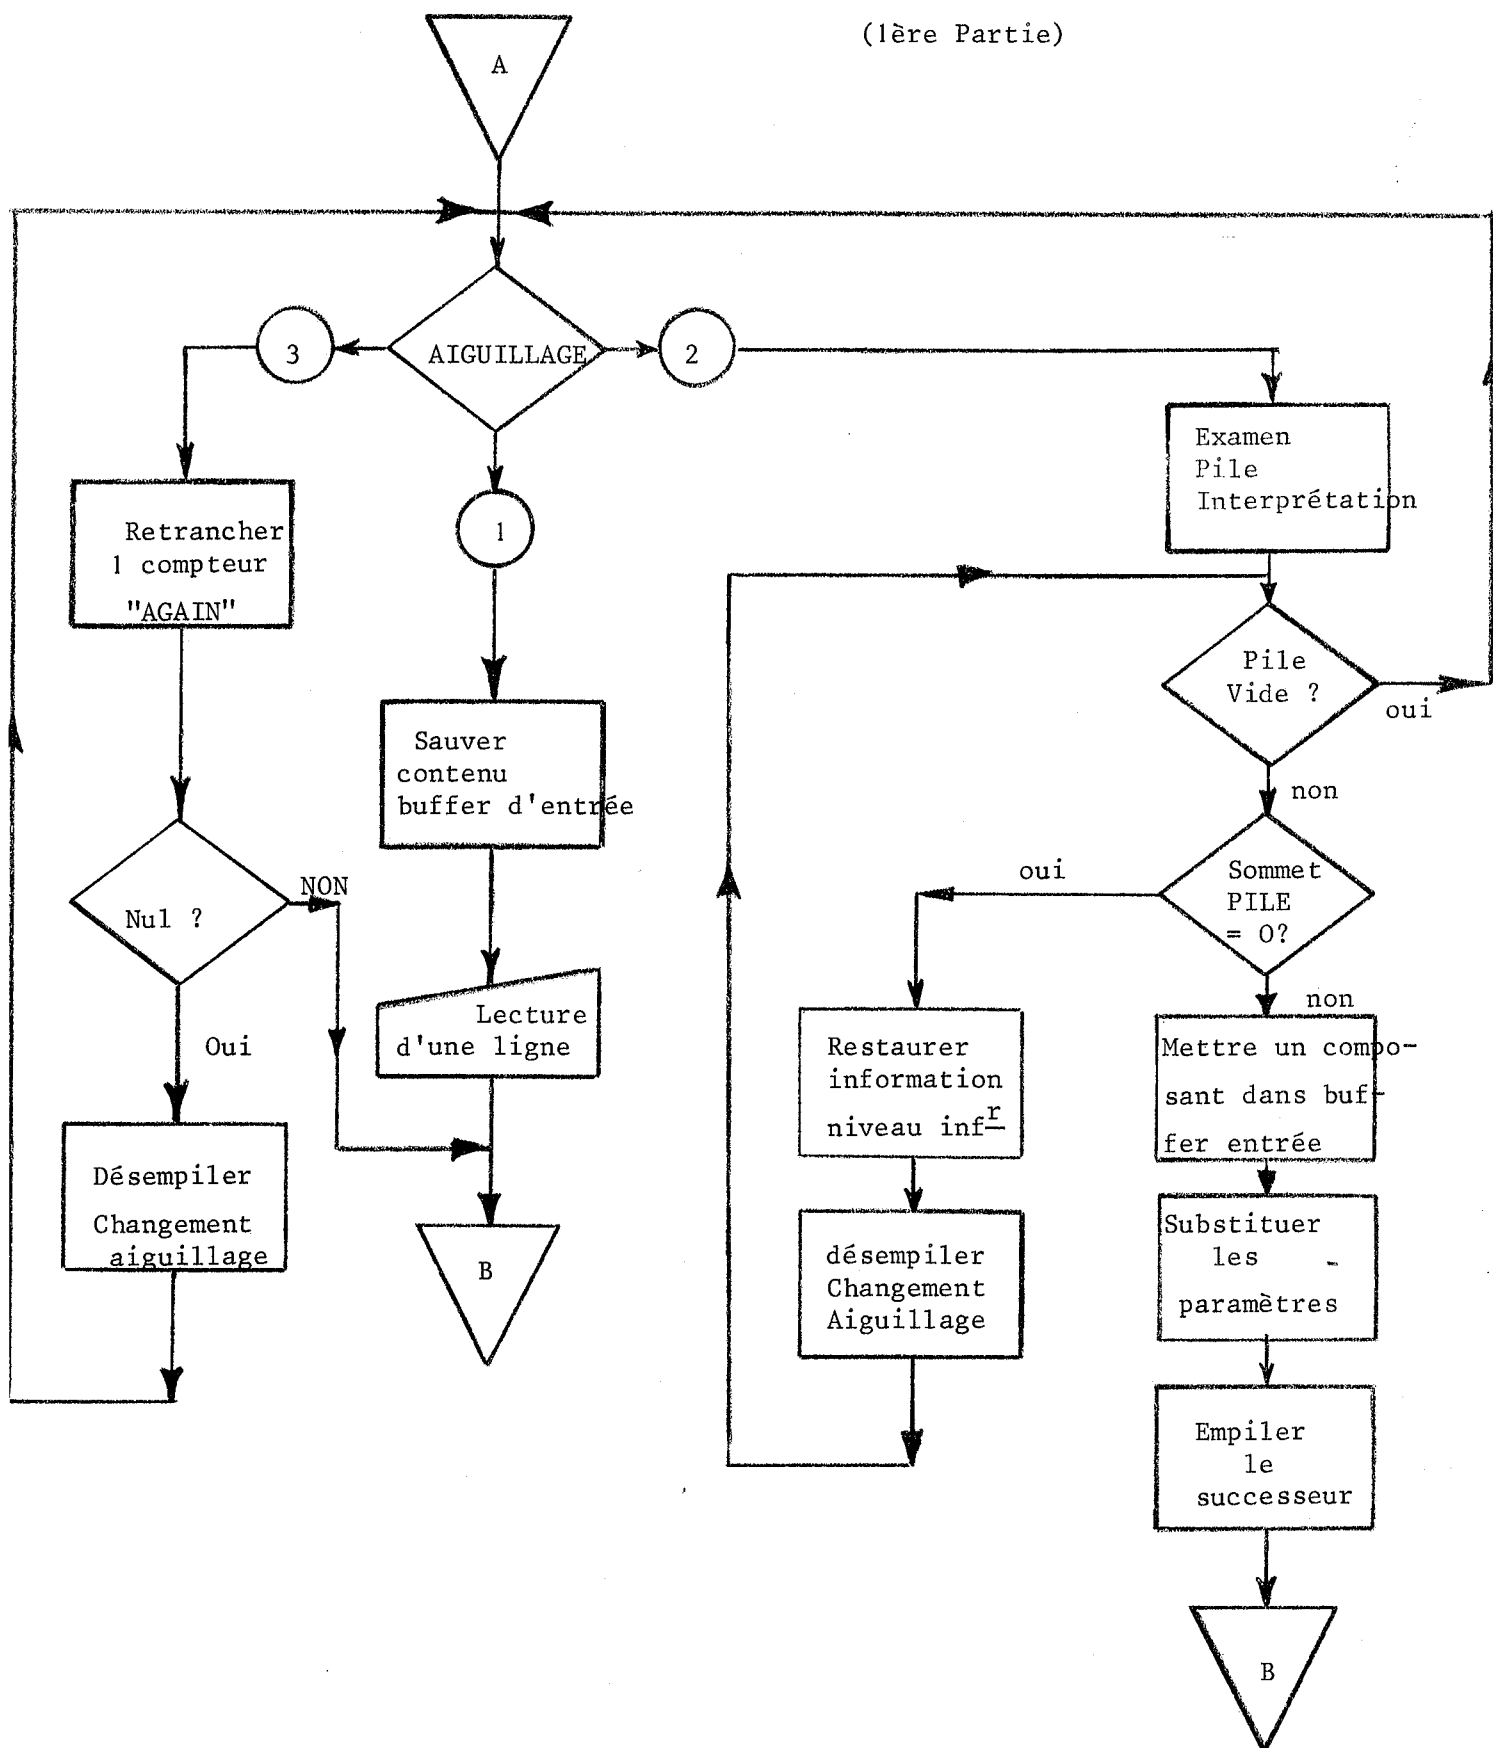 (1ère Partie)
A
AIGUILLAGE
3
2
1
Retrancher
1 compteur
"AGAIN"
Nul ?
NON
Oui
Désempiler
Changement
aiguillage
Sauver
contenu
buffer d'entrée
Lecture
d'une ligne
B
Examen
Pile
Interprétation
Pile
Vide ?
oui
non
Sommet
PILE
= 0?
oui
non
Restaurer
information
niveau infr
désempiler
Changement
Aiguillage
Mettre un compo-
sant dans buf-
fer entrée
Substituer
les
paramètres
Empiler
le
successeur
B